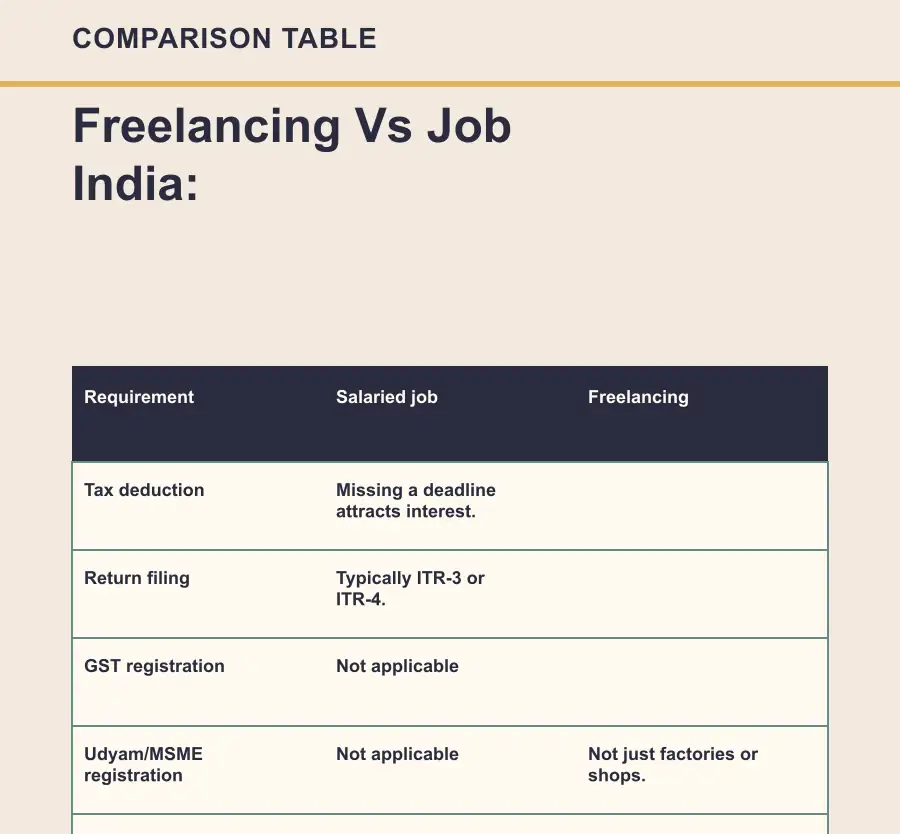 COMPARISON TABLE
Freelancing Vs Job
India:
Requirement Salaried job Freelancing
Tax deduction Missing a deadline
attracts interest.
Return filing Typically ITR-3 or
ITR-4.
GST registration Not applicable
Udyam/MSME
registration
Not applicable
Not just factories or
shops.